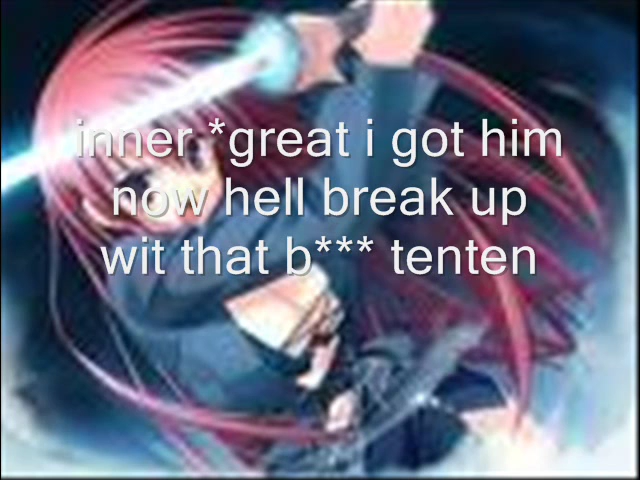 inner *great i got him
now hell break up
wit that b*** tenten